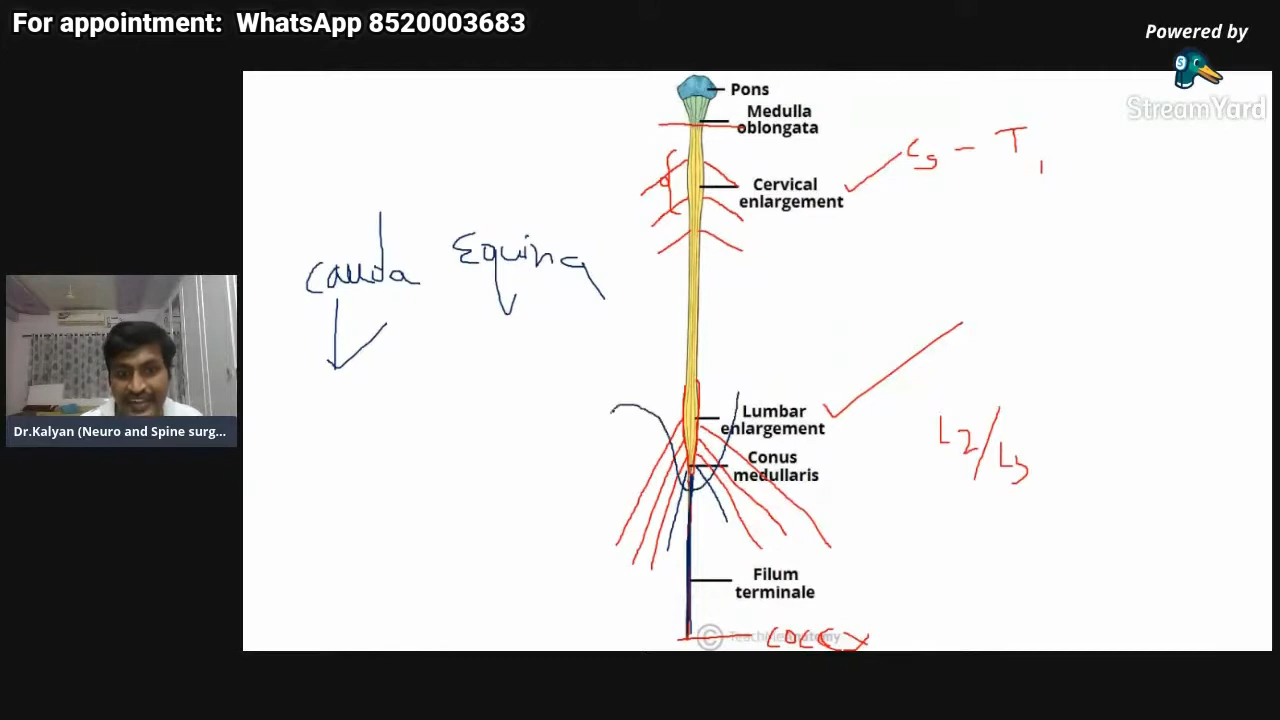 For appointment: WhatsApp 8520003683
Powered by
StreamYard
Pons
Medulla
oblongata
C5 - T1
Cervical
enlargement
Cauda Equina
Lumbar
enlargement
L2/L3
Conus
medullaris
Dr.Kalyan (Neuro and Spine surg...
Filum
terminale
COCCYX